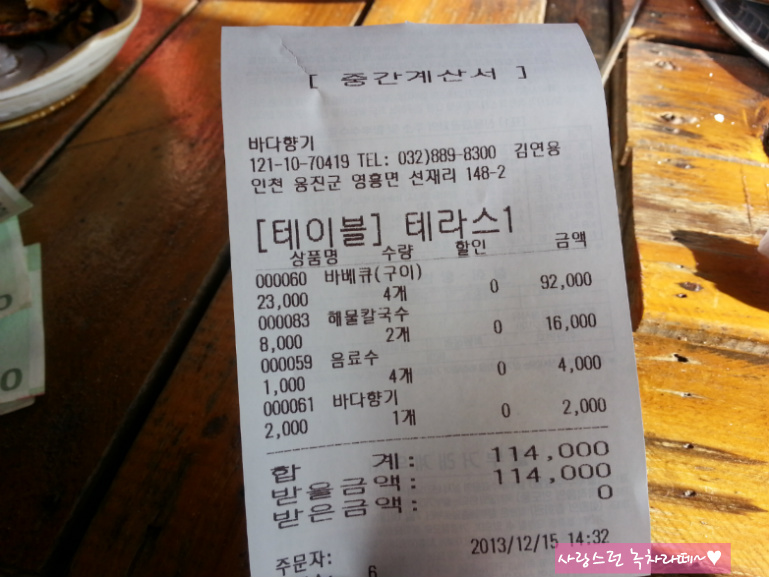 [ 중간계산서 ]
바다향기
121-10-70419 TEL: 032)889-8300 김연용
인천 옹진군 영흥면 선재리 148-2
[테이블] 테라스1
상품명 수량 할인 금액
000060 바베큐(구이)
23,000 4개 0 92,000
000083 해물칼국수
8,000 2개 0 16,000
000059 음료수
1,000 4개 0 4,000
000061 바다향기
2,000 1개 0 2,000
합 계: 114,000
받을금액: 114,000
받은금액: 0
2013/12/15 14:32
주문자:
6
사랑스런 녹차라떼~♥